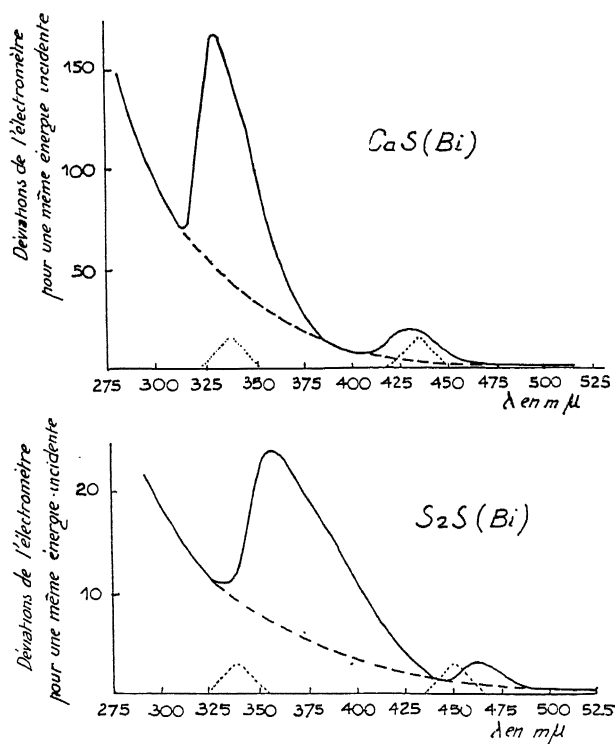 Déviations de l'électromètre
pour une même énergie incidente
150
100
50
CaS(Bi)
275 300 325 350 375 400 425 450 475 500 525
λ en mμ
Déviations de l'électromètre
pour une même énergie incidente
20
10
S2S(Bi)
275 300 325 350 375 400 425 450 475 500 525
λ en mμ